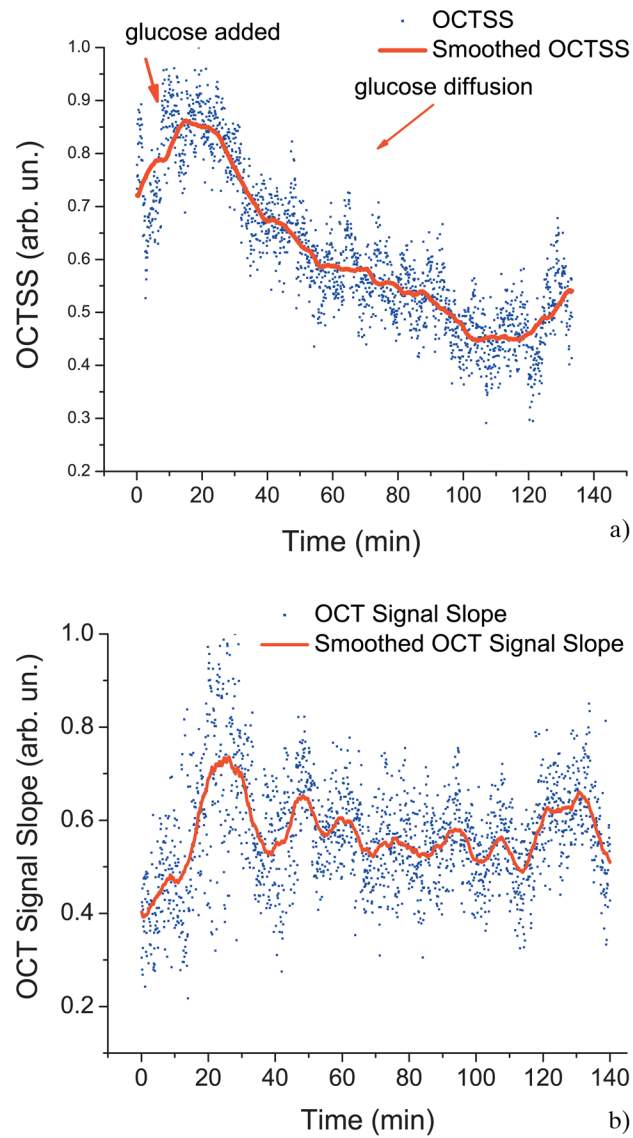 OCTSS
Smoothed OCTSS
glucose added
glucose diffusion
1.0
0.9
0.8
0.7
0.6
0.5
0.4
0.3
0.2
OCTSS (arb. un.)
0 20 40 60 80 100 120 140
Time (min)
a)
OCT Signal Slope
Smoothed OCT Signal Slope
1.0
0.8
0.6
0.4
0.2
OCT Signal Slope (arb. un.)
0 20 40 60 80 100 120 140
Time (min)
b)